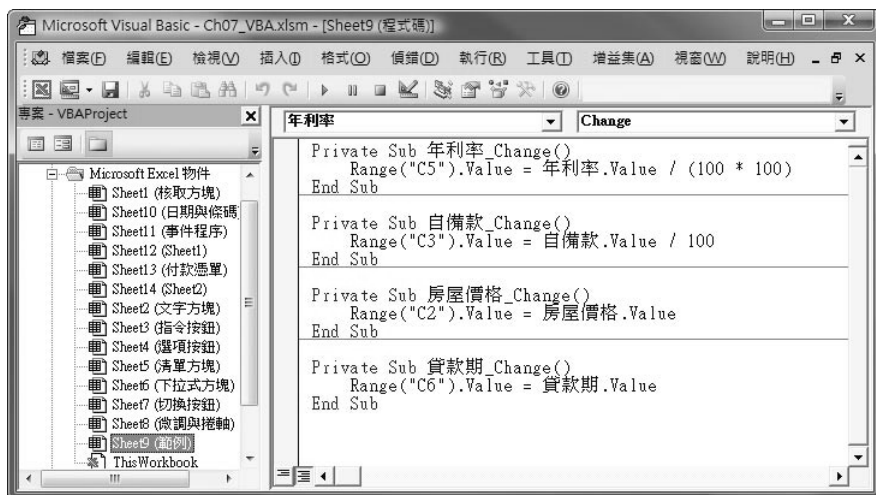 Microsoft Visual Basic - Ch07_VBA.xlsm - [Sheet9 (程式碼)]
檔案(F) 編輯(E) 檢視(V) 插入(I) 格式(O) 偵錯(D) 執行(R) 工具(T) 增益集(A) 視窗(W) 說明(H)
專案 - VBAProject
年利率 Change
Microsoft Excel 物件
Sheet1 (核取方塊)
Sheet10 (日期與條碼
Sheet11 (事件程序)
Sheet12 (Sheet1)
Sheet13 (付款憑單)
Sheet14 (Sheet2)
Sheet2 (文字方塊)
Sheet3 (指令按鈕)
Sheet4 (選項按鈕)
Sheet5 (清單方塊)
Sheet6 (下拉式方塊)
Sheet7 (切換按鈕)
Sheet8 (微調與捲軸)
Sheet9 (範例)
ThisWorkbook
Private Sub 年利率_Change()
Range("C5").Value = 年利率.Value / (100 * 100)
End Sub
Private Sub 自備款_Change()
Range("C3").Value = 自備款.Value / 100
End Sub
Private Sub 房屋價格_Change()
Range("C2").Value = 房屋價格.Value
End Sub
Private Sub 貸款期_Change()
Range("C6").Value = 貸款期.Value
End Sub